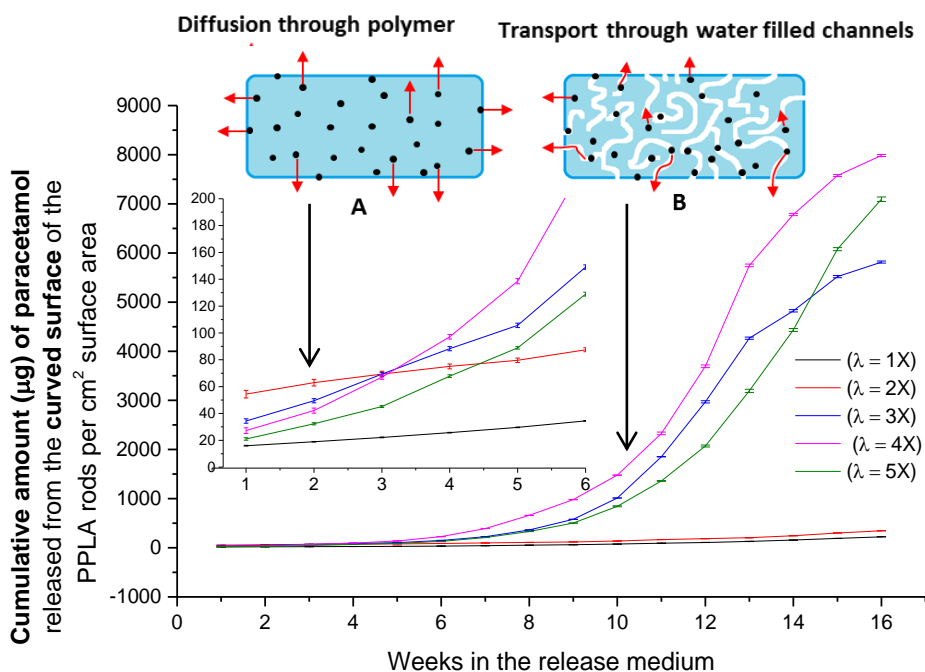 Diffusion through polymer
Transport through water filled channels
A
B
Cumulative amount (µg) of paracetamol
released from the curved surface of the
PPLA rods per cm² surface area
9000
8000
7000
6000
5000
4000
3000
2000
1000
0
-1000
200
180
160
140
120
100
80
60
40
20
0
1 2 3 4 5 6
(λ = 1X)
(λ = 2X)
(λ = 3X)
(λ = 4X)
(λ = 5X)
0 2 4 6 8 10 12 14 16
Weeks in the release medium